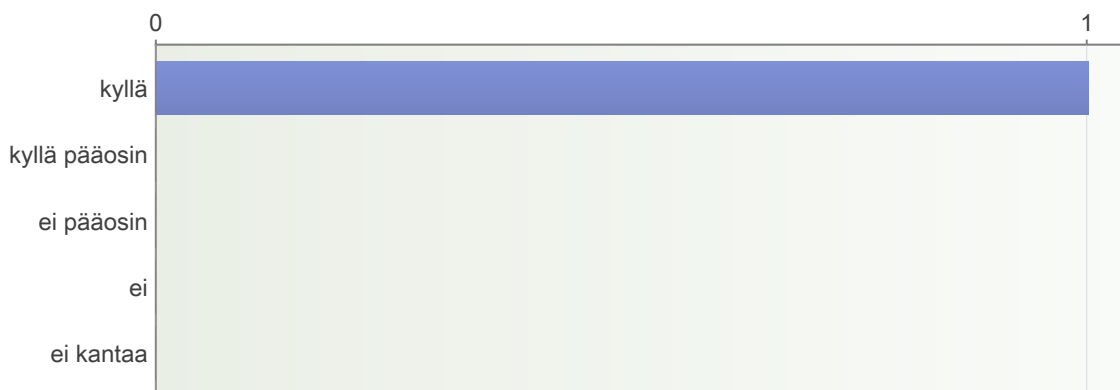 0 1
kyllä
kyllä pääosin
ei pääosin
ei
ei kantaa